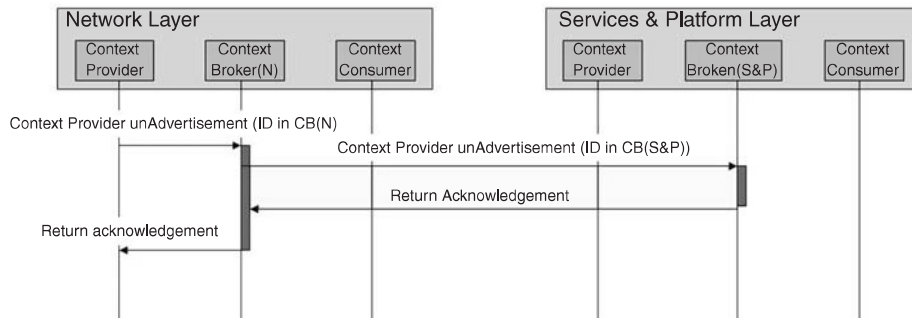 Network Layer
Services & Platform Layer
Context
Provider
Context
Broker(N)
Context
Consumer
Context
Provider
Context
Broken(S&P)
Context
Consumer
Context Provider unAdvertisement (ID in CB(N)
Context Provider unAdvertisement (ID in CB(S&P))
Return Acknowledgement
Return acknowledgement